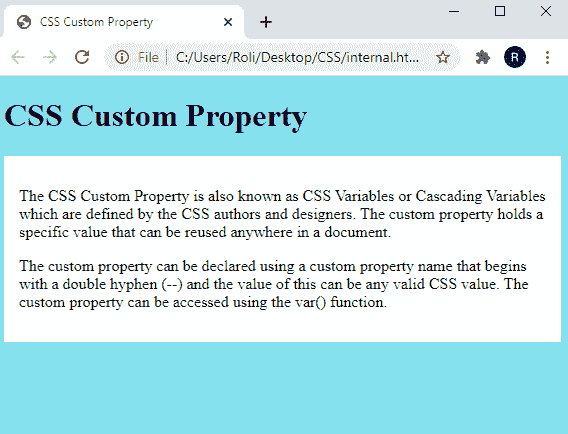 CSS Custom Property
File
C:/Users/Roli/Desktop/CSS/internal.ht...
R
CSS Custom Property
The CSS Custom Property is also known as CSS Variables or Cascading Variables
which are defined by the CSS authors and designers. The custom property holds a
specific value that can be reused anywhere in a document.
The custom property can be declared using a custom property name that begins
with a double hyphen (--) and the value of this can be any valid CSS value. The
custom property can be accessed using the var() function.